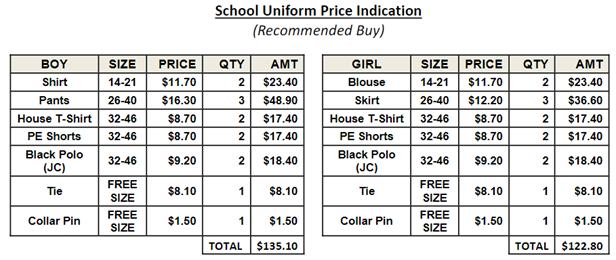 School Uniform Price Indication
(Recommended Buy)
BOY SIZE PRICE QTY AMT
Shirt 14-21 $11.70 2 $23.40
Pants 26-40 $16.30 3 $48.90
House T-Shirt 32-46 $8.70 2 $17.40
PE Shorts 32-46 $8.70 2 $17.40
Black Polo
(JC) 32-46 $9.20 2 $18.40
Tie FREE
SIZE $8.10 1 $8.10
Collar Pin FREE
SIZE $1.50 1 $1.50
TOTAL $135.10
GIRL SIZE PRICE QTY AMT
Blouse 14-21 $11.70 2 $23.40
Skirt 26-40 $12.20 3 $36.60
House T-Shirt 32-46 $8.70 2 $17.40
PE Shorts 32-46 $8.70 2 $17.40
Black Polo
(JC) 32-46 $9.20 2 $18.40
Tie FREE
SIZE $8.10 1 $8.10
Collar Pin FREE
SIZE $1.50 1 $1.50
TOTAL $122.80